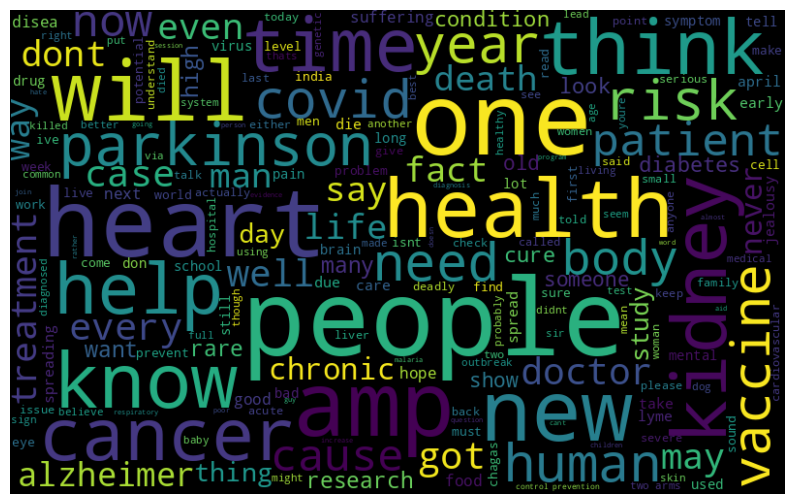 disea now even time suffering condition today lead point symptom tell
dont will virus level year think
drug high covid death look risk
way parkinson one patient
killed better ive case man pain fact old diabetes
treatment heart say health never
help day life need body kidney jealousy
well cure someone
every people study vaccine
know chronic doctor
cancer amp new human may
cause got lyme
alzheimer thing research food chagas used two arms
control prevention
right put understand potential genetic thats session india last men die either another long
april early read serious make best see system died hate
week common via talk give problem said age women healthy cell
work live next world actually lot first small living
hospital brain isnt check called told seem much anyone
diagnosed come don using school due many care made deadly find spread
spreading want still though prevent rare full liver hope show
issue believe good bad acute back must outbreak please dog
sign eye baby respiratory poor guy malaria might
sure test didnt mean woman probably sir two family keep medical mental aid
cardiovascular severe take skin sound children cant question increase
diagnosis program word almost person going evidence rather join